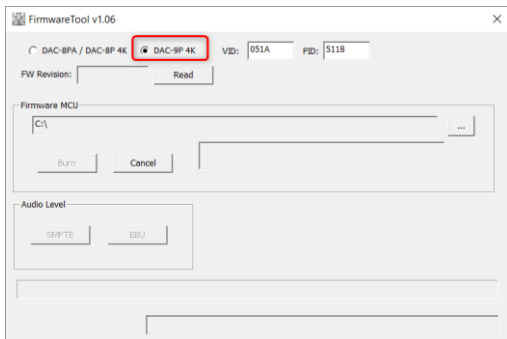 FirmwareTool v1.06
DAC-8PA / DAC-8P 4K DAC-9P 4K VID: 051A PID: 511B
FW Revision: Read
Firmware MCU
C:\
...
Burn Cancel
Audio Level
SMPTE EBU